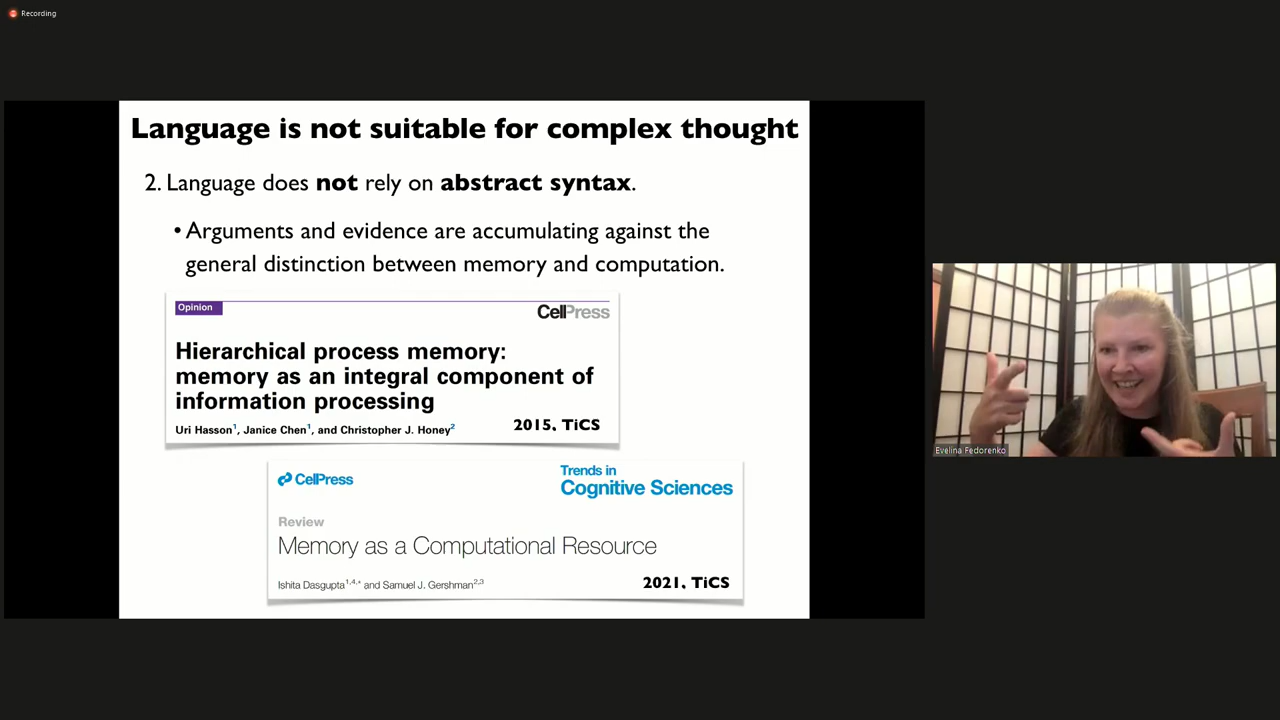 Recording
Language is not suitable for complex thought
2. Language does not rely on abstract syntax.
• Arguments and evidence are accumulating against the
general distinction between memory and computation.
Opinion
CellPress
Hierarchical process memory:
memory as an integral component of
information processing
Uri Hasson1, Janice Chen1, and Christopher J. Honey2
2015, TiCS
CellPress
Trends in
Cognitive Sciences
Review
Memory as a Computational Resource
Ishita Dasgupta1,4,* and Samuel J. Gershman2,3
2021, TiCS
Evelina Fedorenko